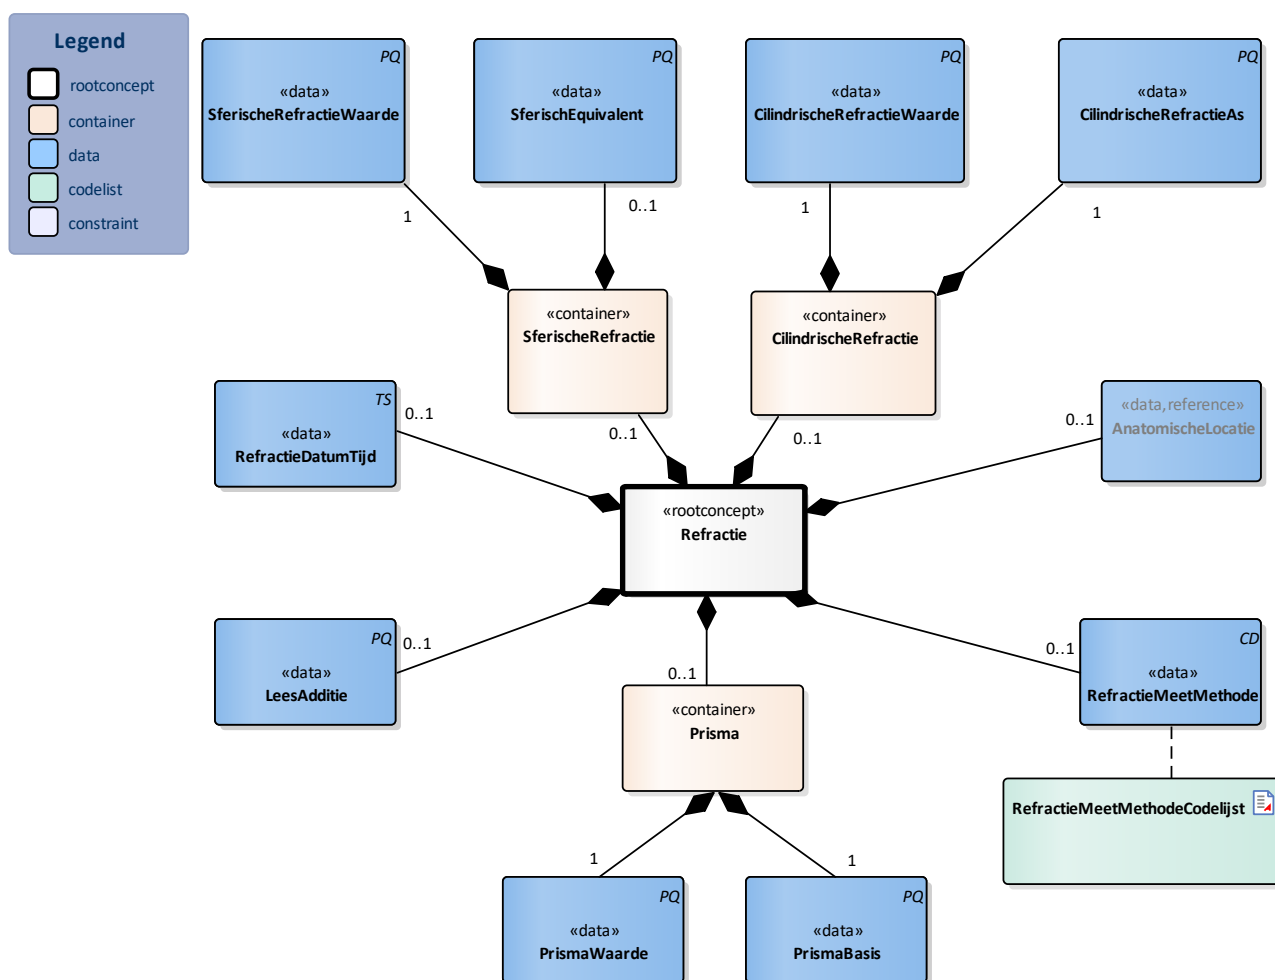 Legend
rootconcept
container
data
codelist
constraint
PQ
«data»
SferischeRefractieWaarde
PQ
«data»
SferischEquivalent
PQ
«data»
CilindrischeRefractieWaarde
PQ
«data»
CilindrischeRefractieAs
1
0..1
1
1
«container»
SferischeRefractie
«container»
CilindrischeRefractie
TS
«data»
RefractieDatumTijd
0..1
0..1
0..1
0..1
«data,reference»
AnatomischeLocatie
«rootconcept»
Refractie
PQ
«data»
LeesAdditie
0..1
0..1
0..1
CD
«data»
RefractieMeetMethode
«container»
Prisma
RefractieMeetMethodeCodelijst
1
1
PQ
«data»
PrismaWaarde
PQ
«data»
PrismaBasis